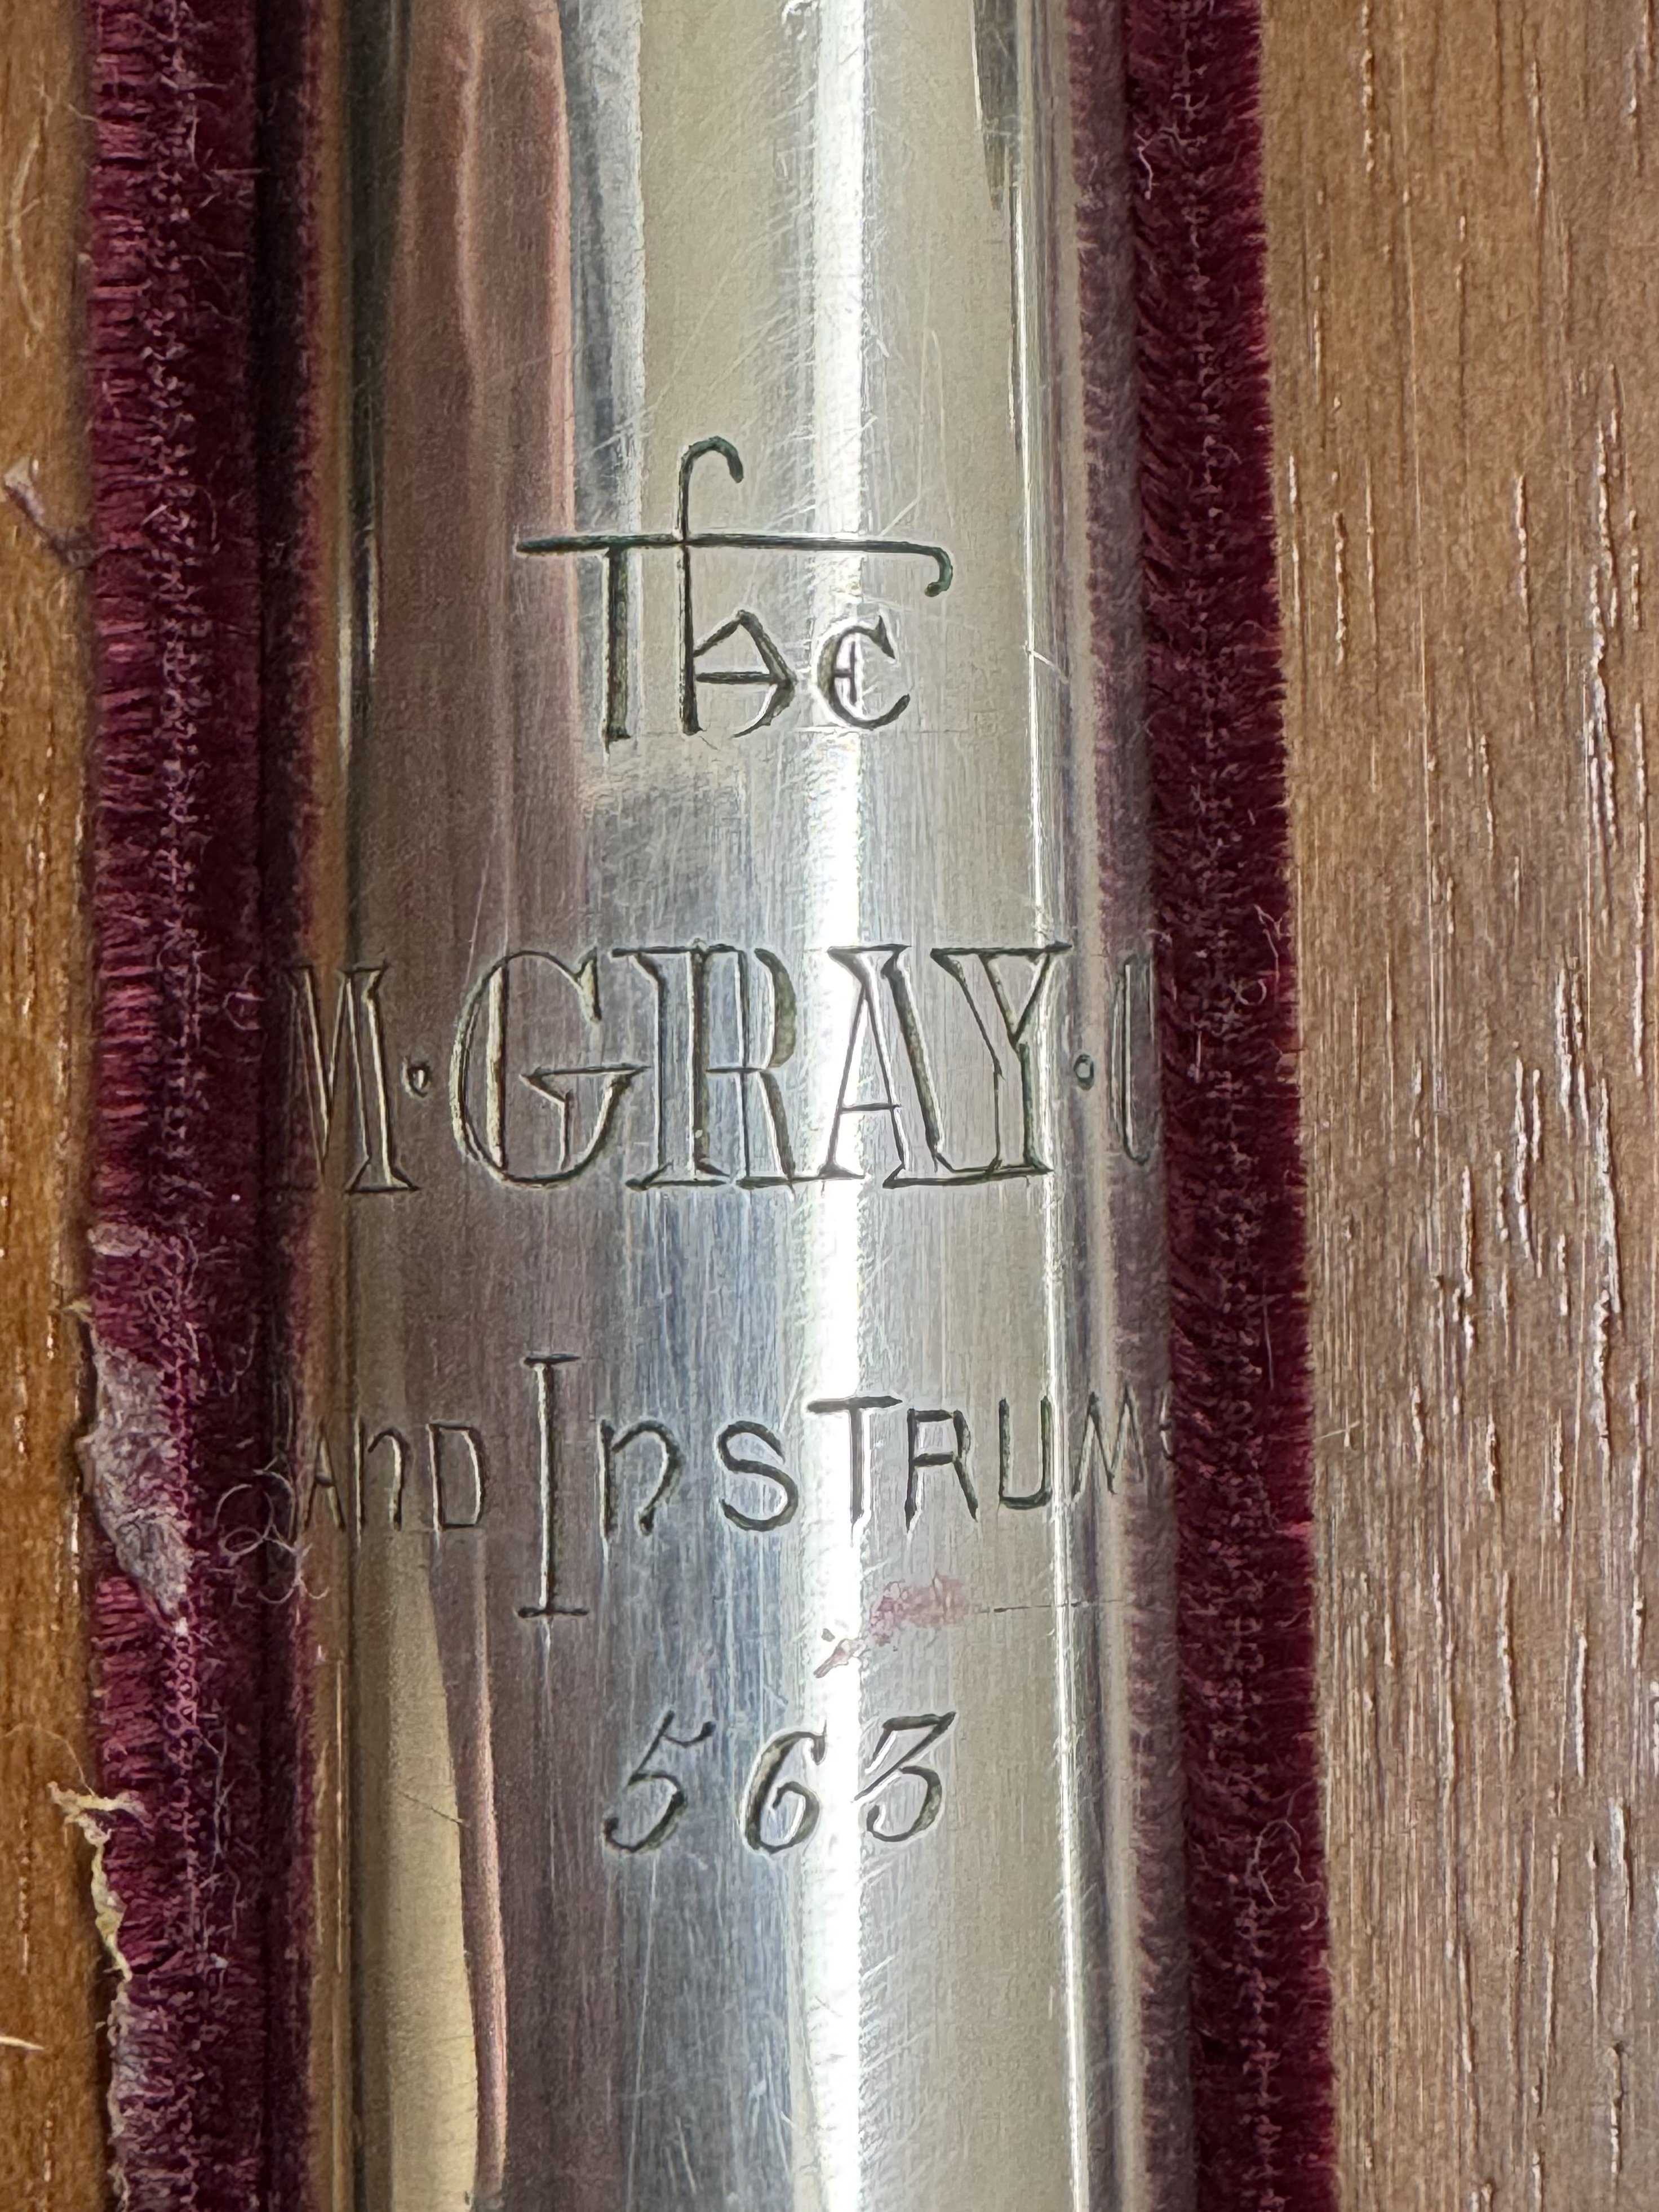 The
M·GRAY·
AnD InsTRUM
563